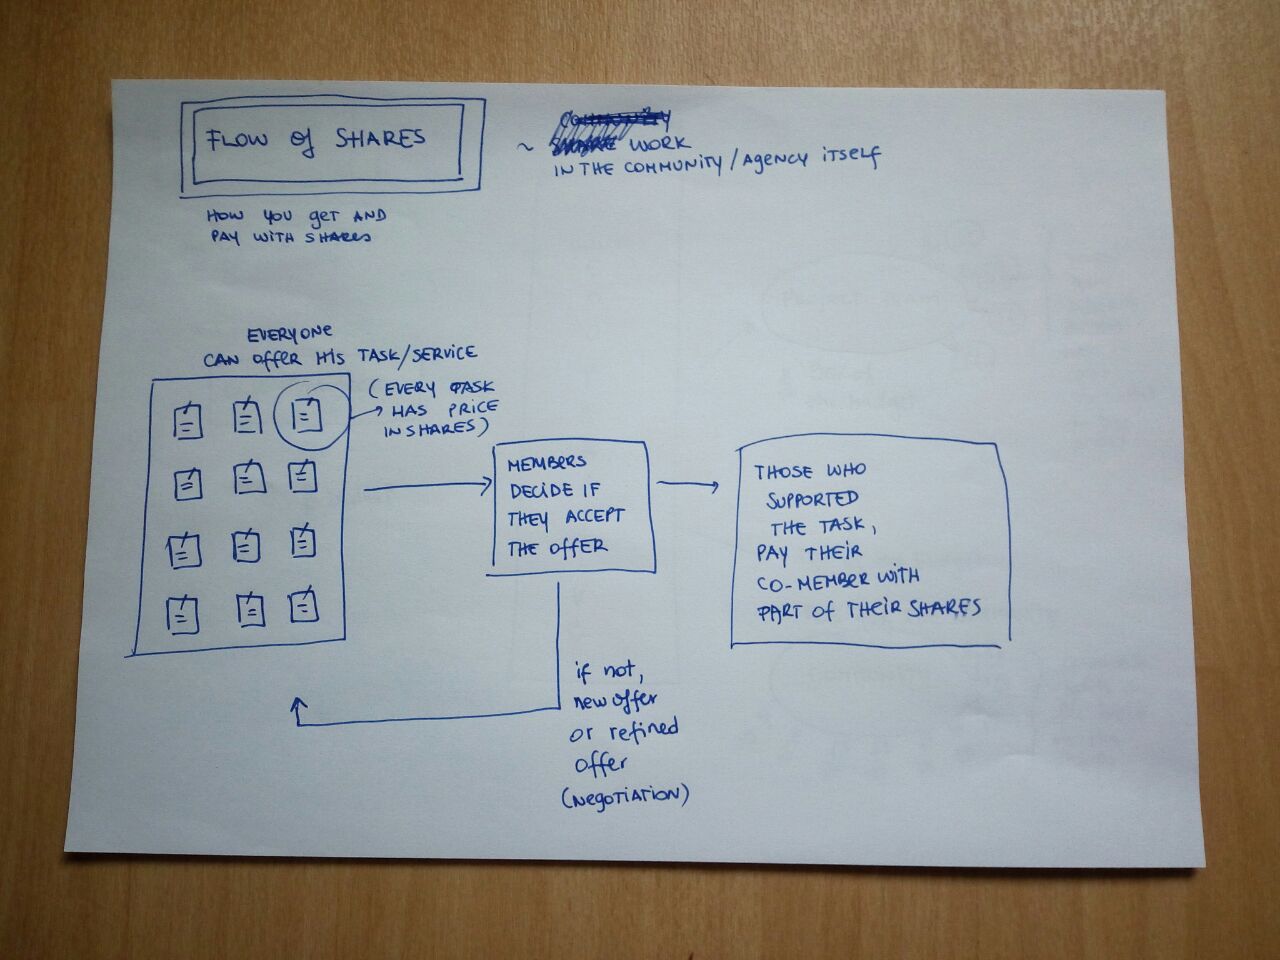 FLOW of SHARES
~ WORK
IN THE COMMUNITY/AGENCY ITSELF
HOW YOU GET AND
PAY WITH SHARES
EVERYONE
CAN OFFER HIS TASK/SERVICE
(EVERY TASK
HAS PRICE
IN SHARES)
MEMBERS
DECIDE IF
THEY ACCEPT
THE OFFER
THOSE WHO
SUPPORTED
THE TASK,
PAY THEIR
CO-MEMBER WITH
PART OF THEIR SHARES
if not,
new offer
or refined
offer
(NEGOTIATION)